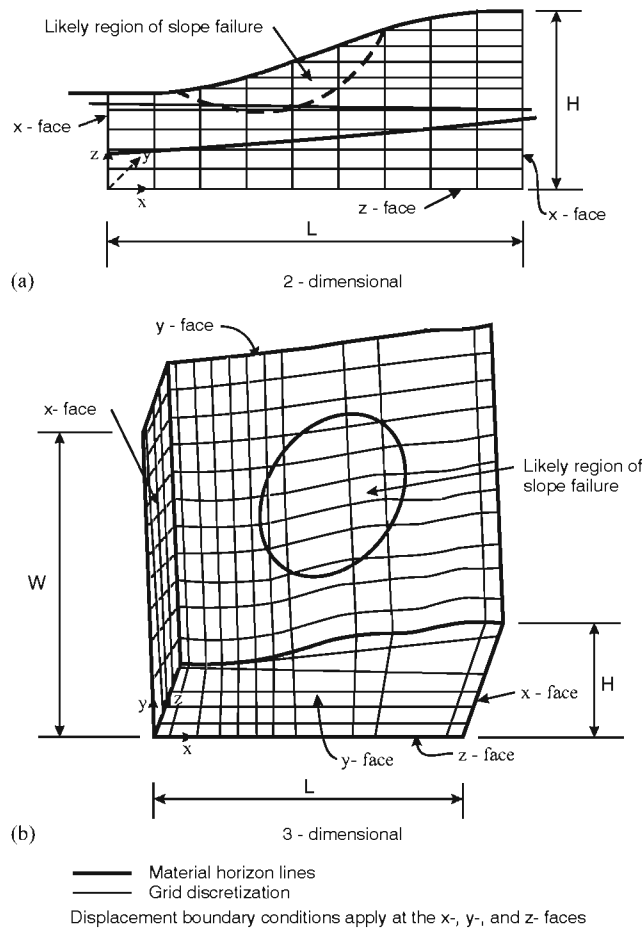 Likely region of slope failure
H
x - face
z
y
x
z - face
x - face
L
(a)
2 - dimensional
y - face
x- face
Likely region of
slope failure
W
H
y
z
x - face
x
y- face
z - face
L
(b)
3 - dimensional
Material horizon lines
Grid discretization
Displacement boundary conditions apply at the x-, y-, and z- faces